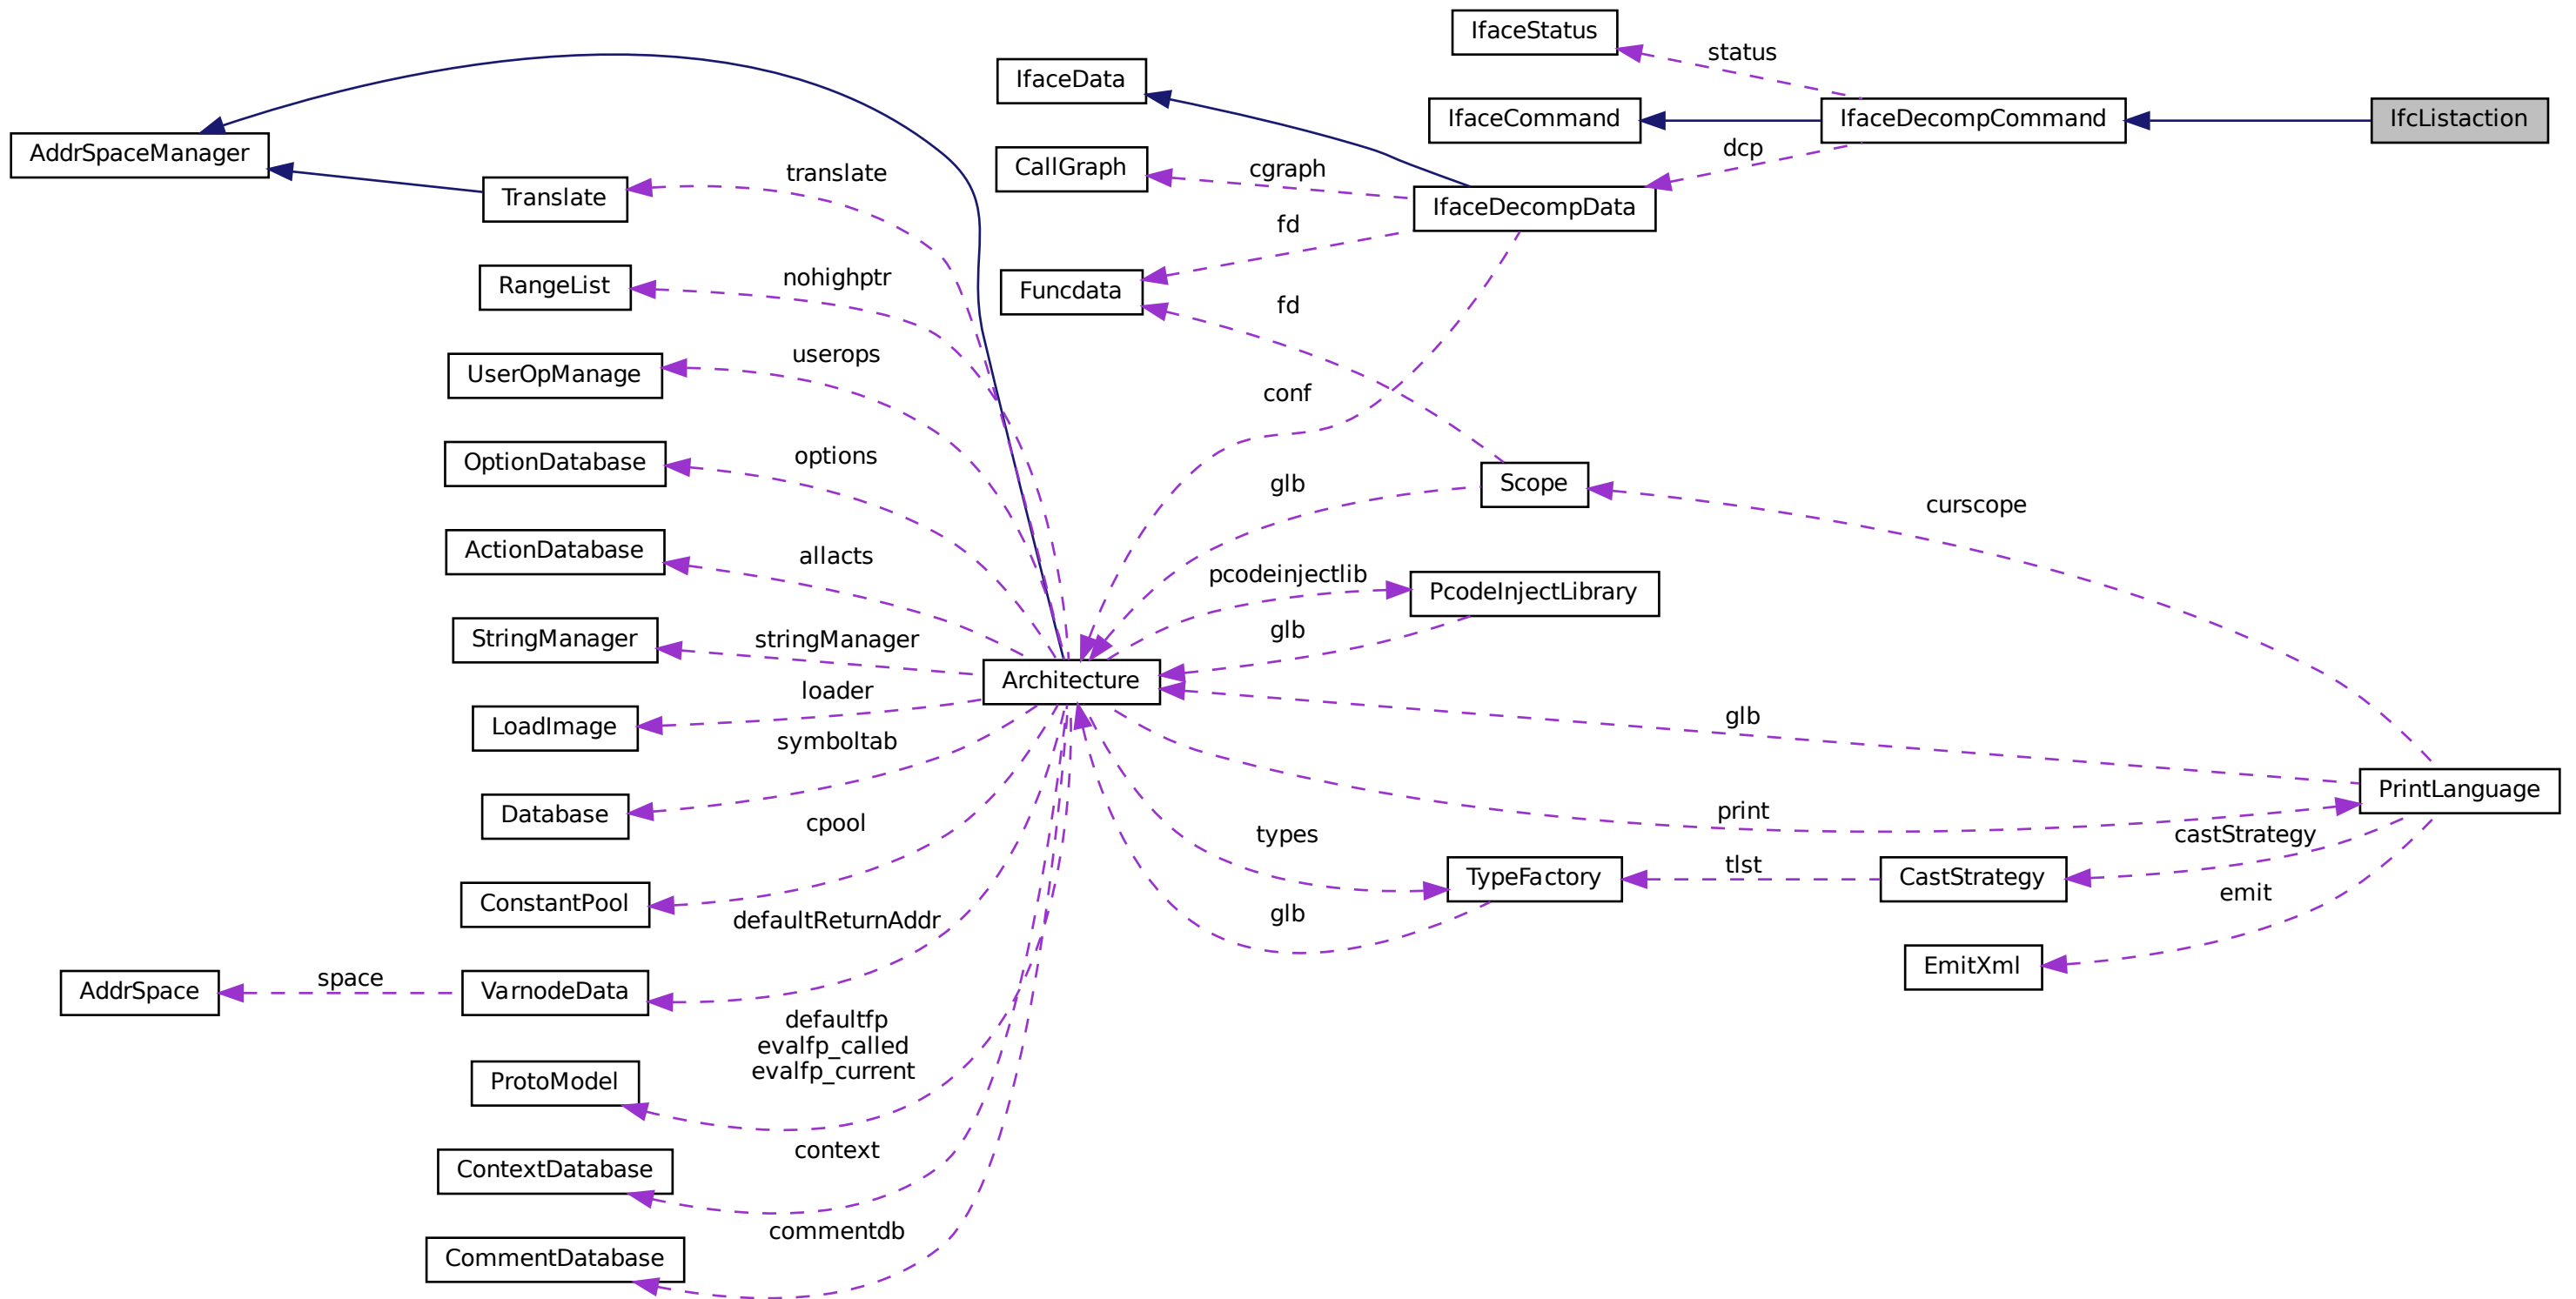 IfaceStatus
status
IfaceData
IfaceCommand
IfaceDecompCommand
IfcListaction
AddrSpaceManager
Translate
translate
CallGraph
cgraph
dcp
IfaceDecompData
fd
RangeList
nohighptr
Funcdata
fd
UserOpManage
userops
conf
OptionDatabase
options
glb
Scope
curscope
ActionDatabase
allacts
pcodeinjectlib
PcodeInjectLibrary
glb
StringManager
stringManager
Architecture
LoadImage
loader
glb
symboltab
print
PrintLanguage
Database
cpool
types
castStrategy
TypeFactory
tlst
CastStrategy
ConstantPool
glb
emit
defaultReturnAddr
EmitXml
AddrSpace
space
VarnodeData
defaultfp
evalfp_called
evalfp_current
ProtoModel
context
ContextDatabase
commentdb
CommentDatabase